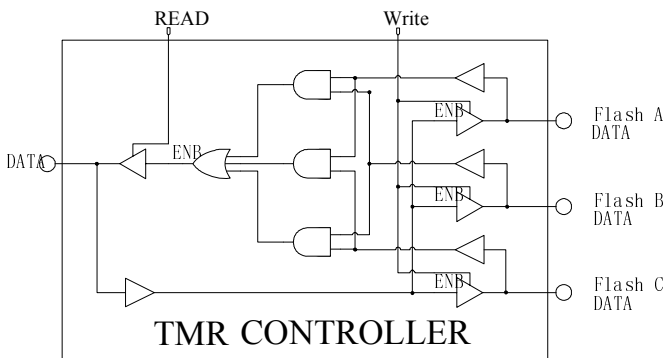 READ Write
ENB Flash A
DATA
DATA ENB
ENB Flash B
DATA
ENB Flash C
DATA
TMR CONTROLLER